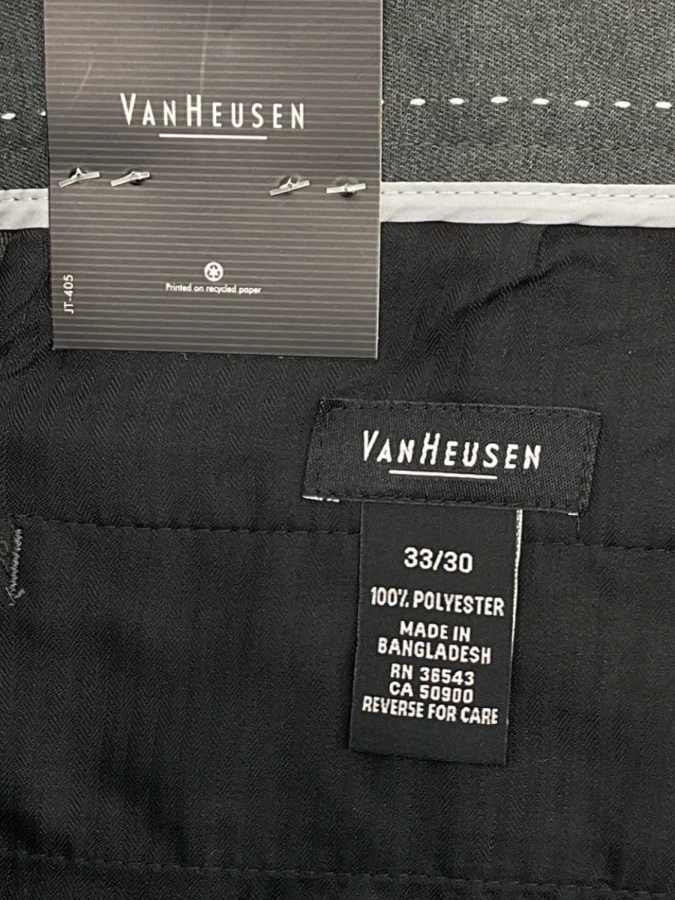 VANHEUSEN
JT-405
Printed on recycled paper
VANHEUSEN
33/30
100% POLYESTER
MADE IN
BANGLADESH
RN 36543
CA 50900
REVERSE FOR CARE